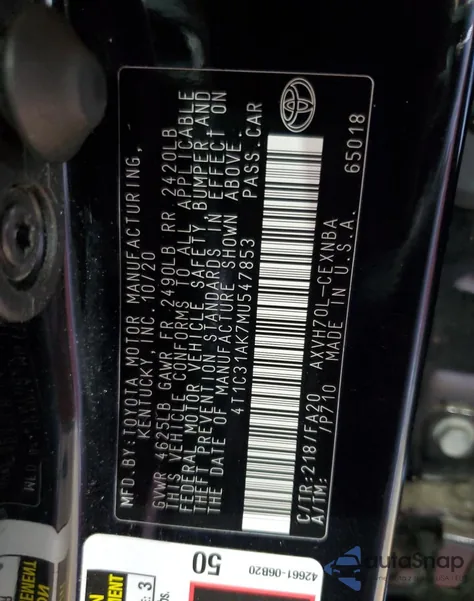 MFD.BY:TOYOTA MOTOR MANUFACTURING,
KENTUCKY, INC. 10/20
GVWR 4625LB GAWR FR 2490LB RR 2420LB
THIS VEHICLE CONFORMS TO ALL APPLICABLE
FEDERAL MOTOR VEHICLE SAFETY, BUMPER, AND
THEFT PREVENTION STANDARDS IN EFFECT ON
THE DATE OF MANUFACTURE SHOWN ABOVE.
4T1C31AK7MU547853 PASS.CAR
C/TR:218/FA20 AXVH70L-CEXNBA
A/TM: /P710 MADE IN U.S.A. 65018
42661-06B20
50
3
AutoSnap